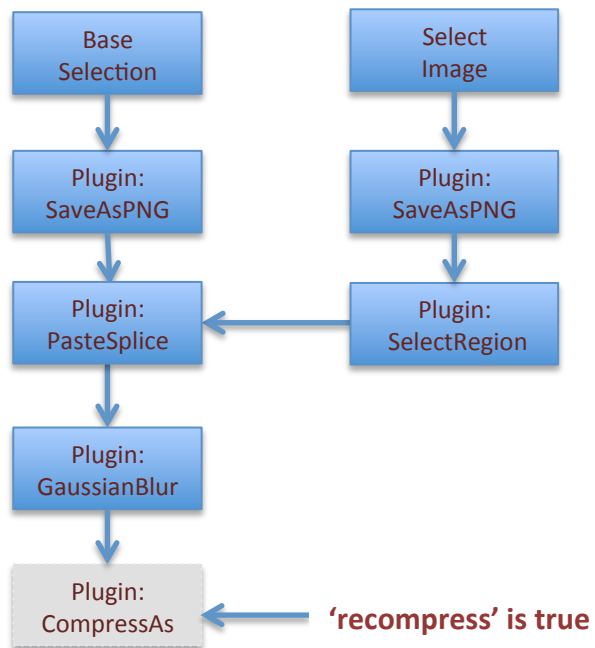 Base
Selection
Select
Image
Plugin:
SaveAsPNG
Plugin:
SaveAsPNG
Plugin:
PasteSplice
Plugin:
SelectRegion
Plugin:
GaussianBlur
Plugin:
CompressAs
‘recompress’ is true